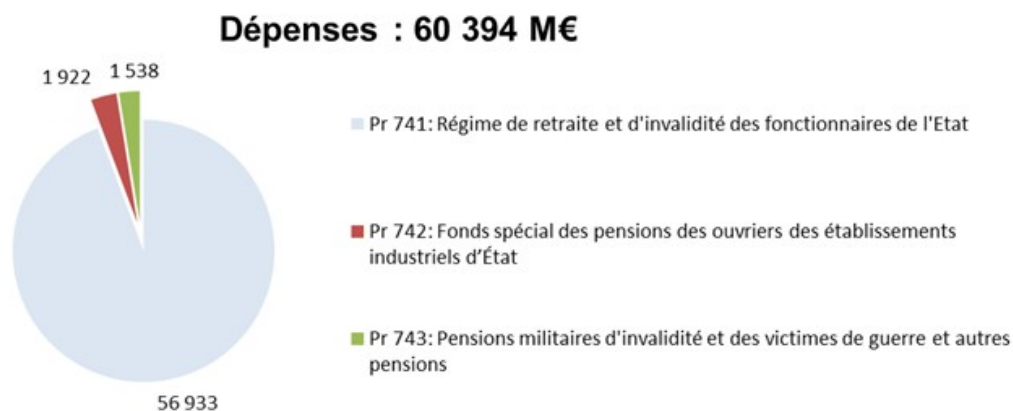 Dépenses : 60 394 M€
1 922
1 538
Pr 741: Régime de retraite et d'invalidité des fonctionnaires de l'Etat
Pr 742: Fonds spécial des pensions des ouvriers des établissements
industriels d’État
Pr 743: Pensions militaires d'invalidité et des victimes de guerre et autres
pensions
56 933